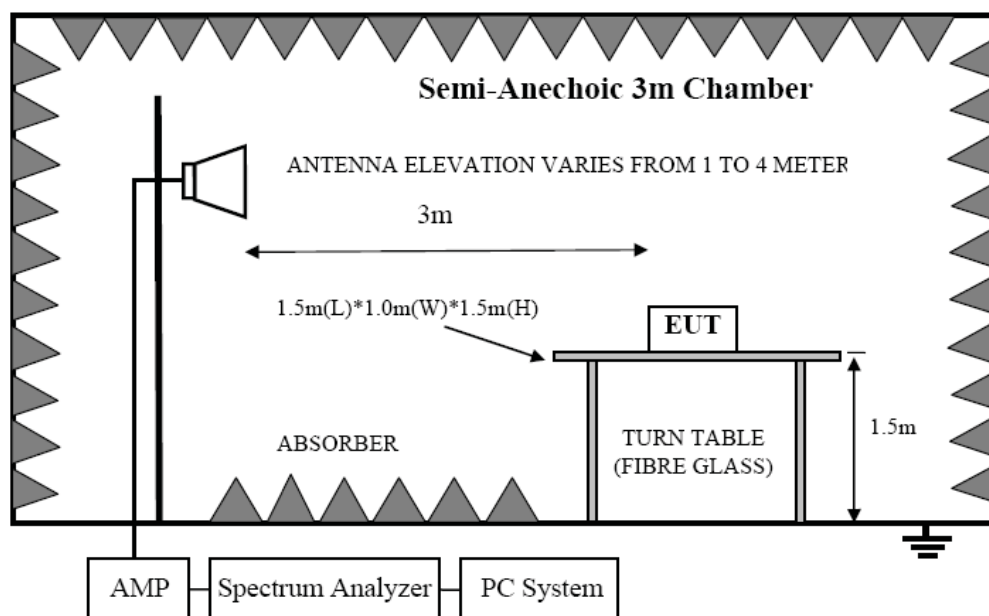 Semi-Anechoic 3m Chamber
ANTENNA ELEVATION VARIES FROM 1 TO 4 METER
3m
1.5m(L)*1.0m(W)*1.5m(H)
EUT
ABSORBER
TURN TABLE
(FIBRE GLASS)
1.5m
AMP
Spectrum Analyzer
PC System